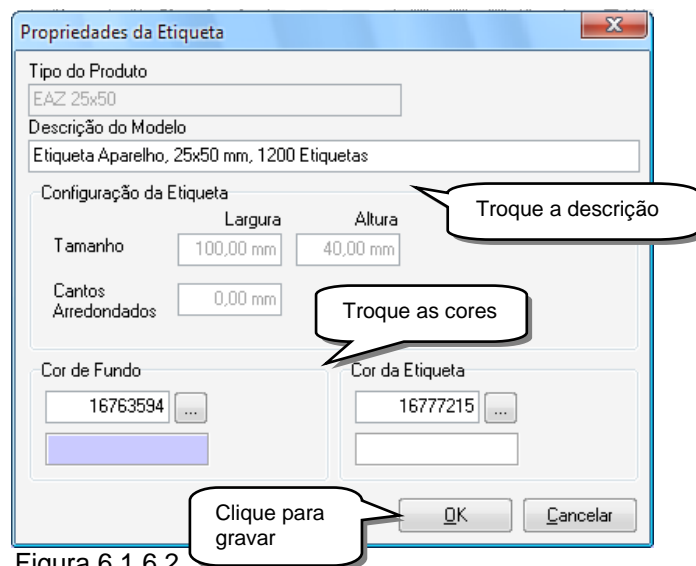 Propriedades da Etiqueta
Tipo do Produto
EAZ 25x50
Descrição do Modelo
Etiqueta Aparelho, 25x50 mm, 1200 Etiquetas
Configuração da Etiqueta
Troque a descrição
Largura Altura
Tamanho 100,00 mm 40,00 mm
Cantos
Arredondados 0,00 mm
Troque as cores
Cor de Fundo Cor da Etiqueta
16763594 ... 16777215 ...
Clique para
gravar
OK Cancelar
Figura 6.1.6.2